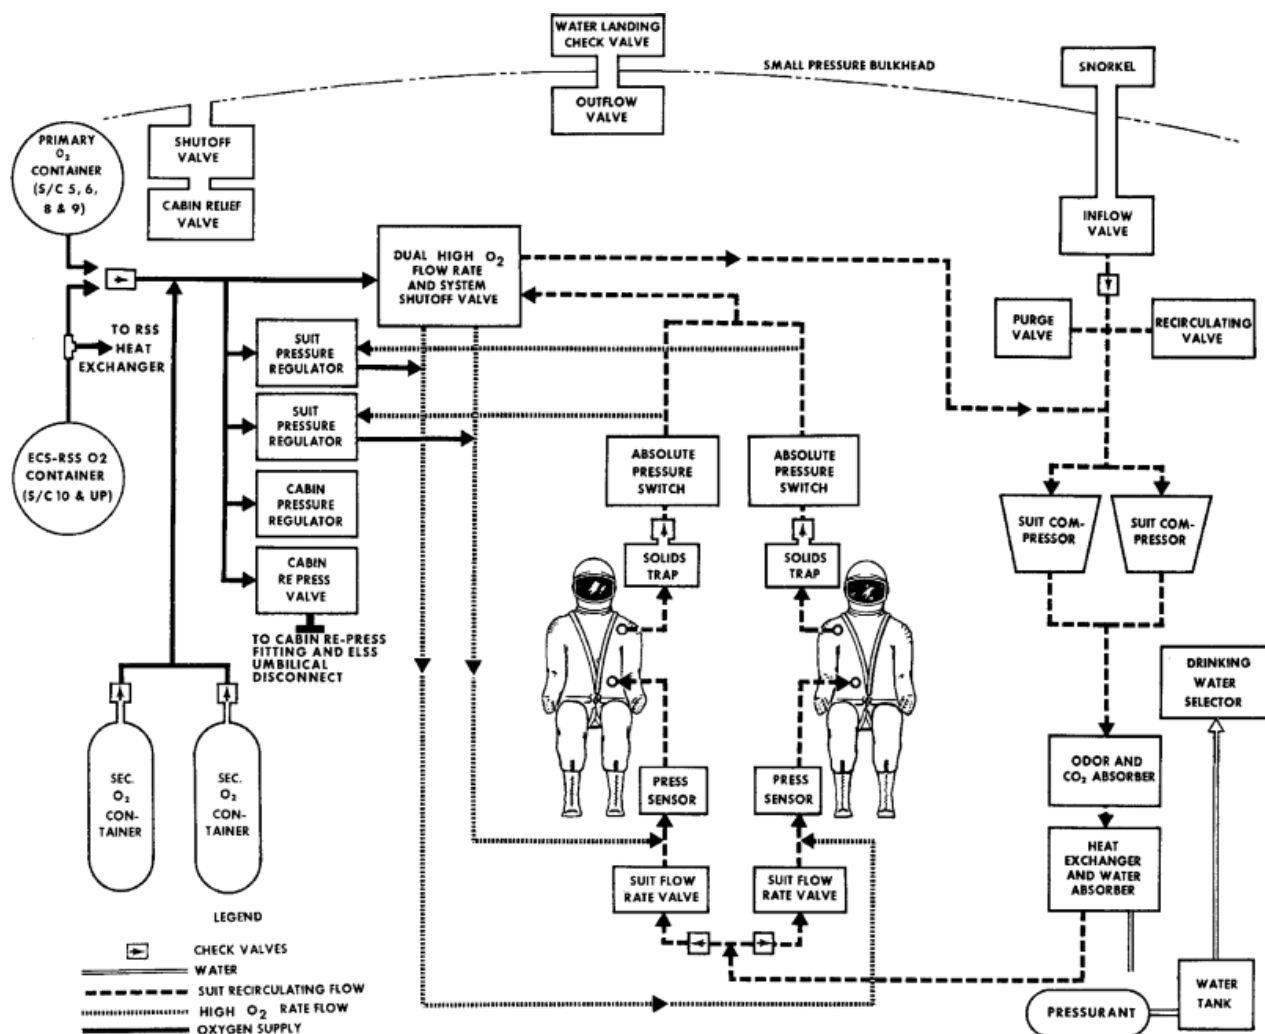 WATER LANDING
CHECK VALVE
SMALL PRESSURE BULKHEAD
SNORKEL
OUTFLOW
VALVE
PRIMARY
O₂
CONTAINER
(S/C 5, 6,
8 & 9)
SHUTOFF
VALVE
CABIN RELIEF
VALVE
INFLOW
VALVE
DUAL HIGH O₂
FLOW RATE
AND SYSTEM
SHUTOFF VALVE
PURGE
VALVE
RECIRCULATING
VALVE
TO RSS
HEAT
EXCHANGER
SUIT
PRESSURE
REGULATOR
SUIT
PRESSURE
REGULATOR
ECS-RSS O2
CONTAINER
(S/C 10 & UP)
ABSOLUTE
PRESSURE
SWITCH
ABSOLUTE
PRESSURE
SWITCH
CABIN
PRESSURE
REGULATOR
SUIT COM-
PRESSOR
SUIT COM-
PRESSOR
SOLIDS
TRAP
SOLIDS
TRAP
CABIN
RE PRESS
VALVE
TO CABIN RE-PRESS
FITTING AND ELSS
UMBILICAL
DISCONNECT
DRINKING
WATER
SELECTOR
SEC.
O₂
CON-
TAINER
SEC.
O₂
CON-
TAINER
PRESS
SENSOR
PRESS
SENSOR
ODOR AND
CO₂ ABSORBER
HEAT
EXCHANGER
AND WATER
ABSORBER
SUIT FLOW
RATE VALVE
SUIT FLOW
RATE VALVE
LEGEND
CHECK VALVES
WATER
SUIT RECIRCULATING FLOW
HIGH O₂ RATE FLOW
OXYGEN SUPPLY
PRESSURANT
WATER
TANK